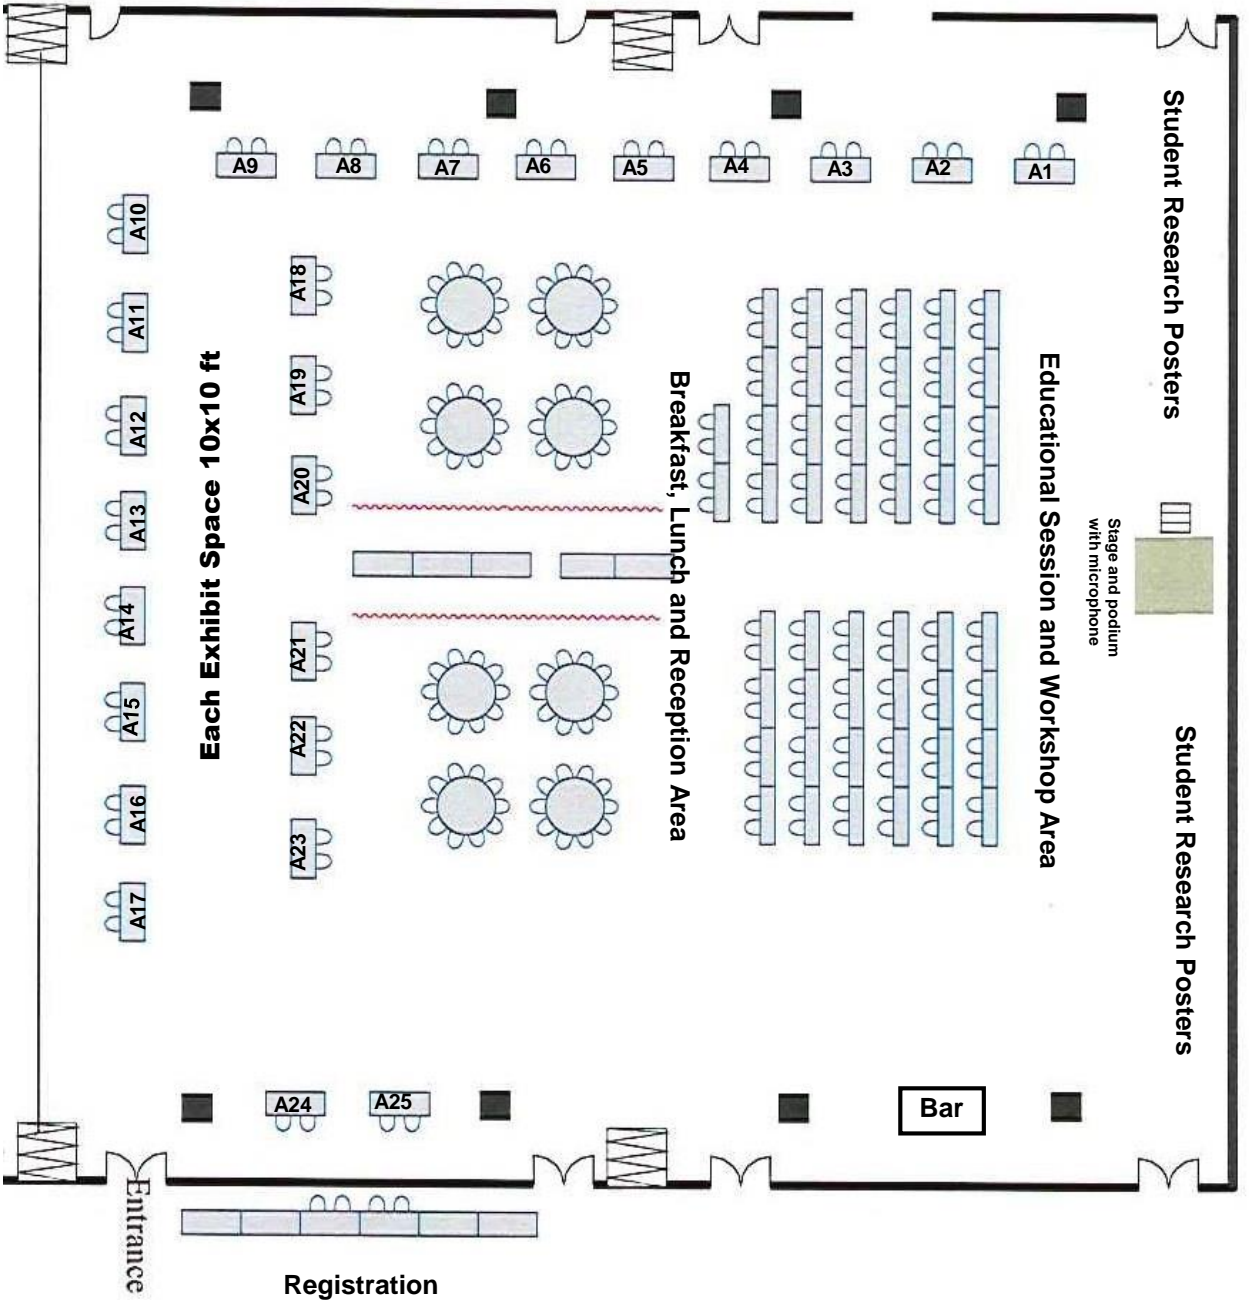 A9
A8
A7
A6
A5
A4
A3
A2
A1
Student Research Posters
A10
A11
A12
A13
A14
A15
A16
A17
Each Exhibit Space 10x10 ft
A18
A19
A20
A21
A22
A23
Breakfast, Lunch and Reception Area
Educational Session and Workshop Area
Stage and podium
with microphone
Student Research Posters
A24
A25
Bar
Entrance
Registration